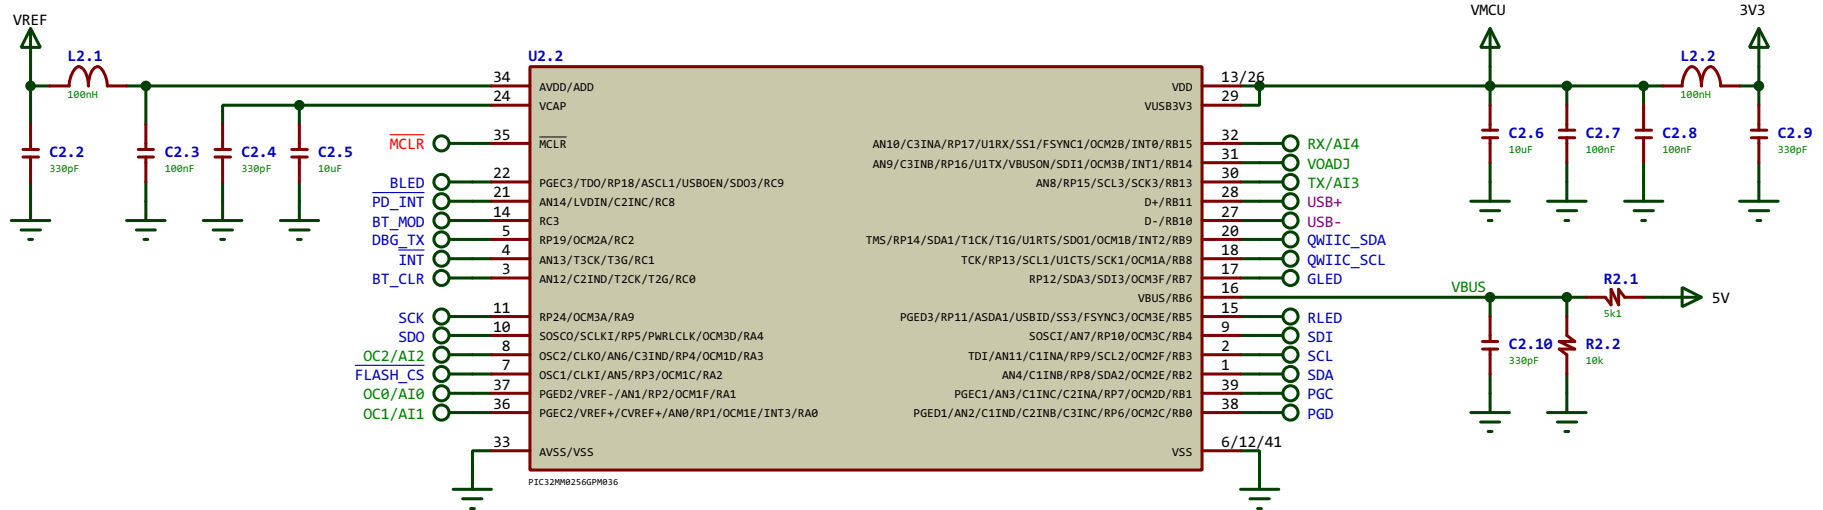 VREF
VMCU
3V3
L2.1
100nH
U2.2
L2.2
100nH
34
AVDD/ADD
VDD
13/26
24
VCAP
VUSB3V3
29
C2.2
330pF
C2.3
100nF
C2.4
330pF
C2.5
10uF
C2.6
10uF
C2.7
100nF
C2.8
100nF
C2.9
330pF
MCLR
35
MCLR
AN10/C3INA/RP17/U1RX/SS1/FSYNC1/OCM2B/INT0/RB15
32
RX/AI4
AN9/C3INB/RP16/U1TX/VBUSON/SDI1/OCM3B/INT1/RB14
31
VOADJ
BLED
22
PGEC3/TDO/RP18/ASCL1/USBOEN/SDO3/RC9
AN8/RP15/SCL3/SCK3/RB13
30
TX/AI3
PD_INT
21
AN14/LVDIN/C2INC/RC8
D+/RB11
28
USB+
BT_MOD
14
RC3
D-/RB10
27
USB-
DBG_TX
5
RP19/OCM2A/RC2
TMS/RP14/SDA1/T1CK/T1G/U1RTS/SDO1/OCM1B/INT2/RB9
20
QWIIC_SDA
INT
4
AN13/T3CK/T3G/RC1
TCK/RP13/SCL1/U1CTS/SCK1/OCM1A/RB8
18
QWIIC_SCL
BT_CLR
3
AN12/C2IND/T2CK/T2G/RC0
RP12/SDA3/SDI3/OCM3F/RB7
17
GLED
VBUS/RB6
16
VBUS
R2.1
5k1
5V
SCK
11
RP24/OCM3A/RA9
PGED3/RP11/ASDA1/USBID/SS3/FSYNC3/OCM3E/RB5
15
RLED
SDO
10
SOSCO/SCLKI/RP5/PWRLCLK/OCM3D/RA4
SOSCI/AN7/RP10/OCM3C/RB4
9
SDI
OC2/AI2
8
OSC2/CLKO/AN6/C3IND/RP4/OCM1D/RA3
TDI/AN11/C1INA/RP9/SCL2/OCM2F/RB3
2
SCL
C2.10
330pF
R2.2
10k
FLASH_CS
7
OSC1/CLKI/AN5/RP3/OCM1C/RA2
AN4/C1INB/RP8/SDA2/OCM2E/RB2
1
SDA
OC0/AI0
37
PGED2/VREF-/AN1/RP2/OCM1F/RA1
PGEC1/AN3/C1INC/C2INA/RP7/OCM2D/RB1
39
PGC
OC1/AI1
36
PGEC2/VREF+/CVREF+/AN0/RP1/OCM1E/INT3/RA0
PGED1/AN2/C1IND/C2INB/C3INC/RP6/OCM2C/RB0
38
PGD
33
AVSS/VSS
VSS
6/12/41
PIC32MM0256GPM036